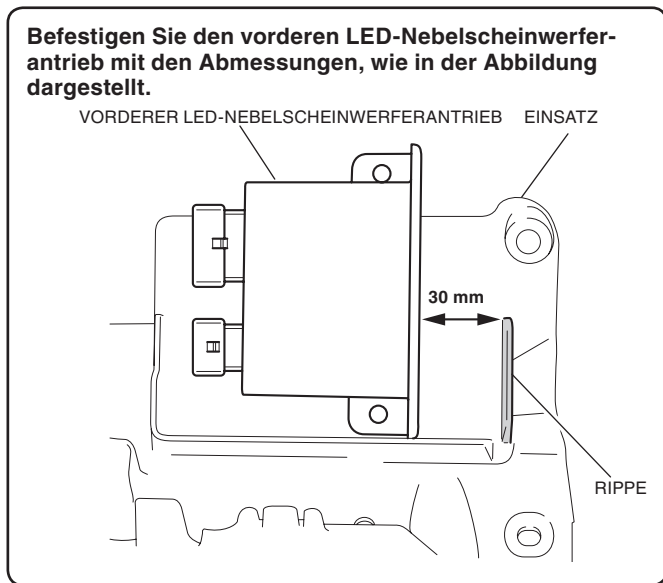 Befestigen Sie den vorderen LED-Nebelscheinwerfer-
antrieb mit den Abmessungen, wie in der Abbildung
dargestellt.
VORDERER LED-NEBELSCHEINWERFERANTRIEB EINSATZ
30 mm
RIPPE